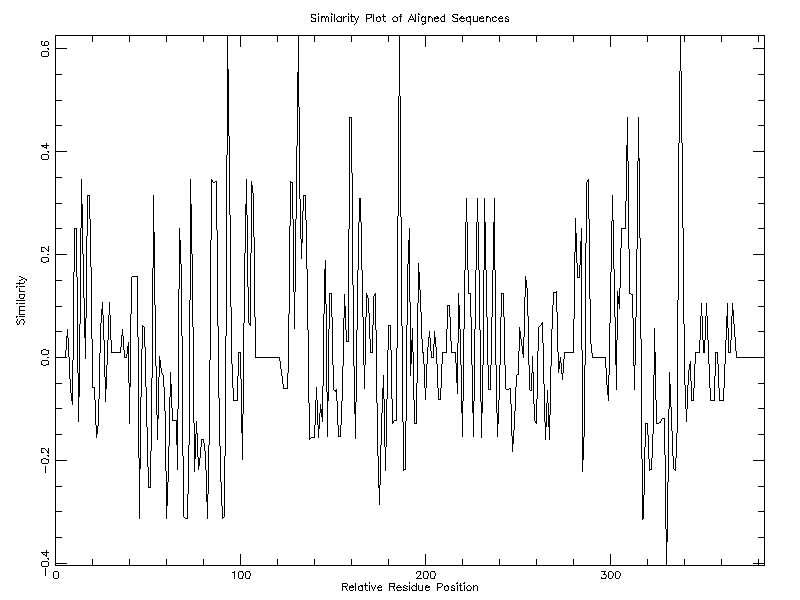 Similarity Plot of Aligned Sequences
0.6
0.4
0.2
0.0
-0.2
-0.4
Similarity
0 100 200 300
Relative Residue Position